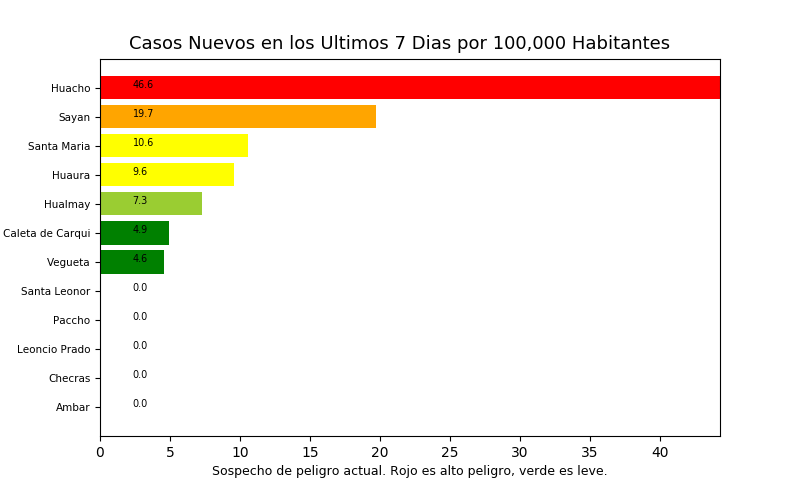 Casos Nuevos en los Ultimos 7 Dias por 100,000 Habitantes
Huacho 46.6
Sayan 19.7
Santa Maria 10.6
Huaura 9.6
Hualmay 7.3
Caleta de Carqui 4.9
Vegueta 4.6
Santa Leonor 0.0
Paccho 0.0
Leoncio Prado 0.0
Checras 0.0
Ambar 0.0
0 5 10 15 20 25 30 35 40
Sospecho de peligro actual. Rojo es alto peligro, verde es leve.